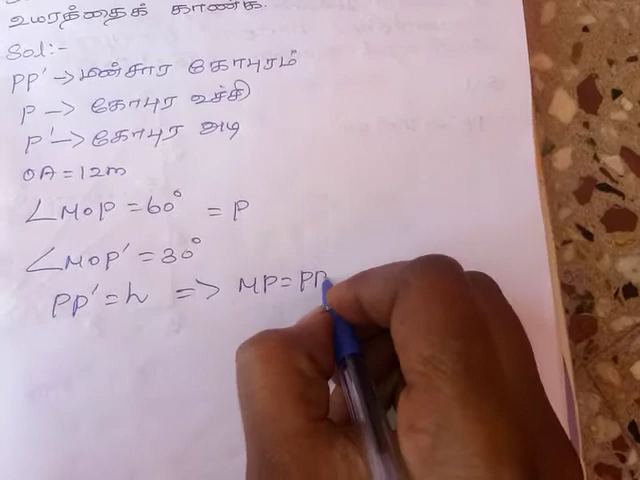 உயரத்தைக் காண்க.
Sol:-
PP' -> மின்சார கோபுரம்
P -> கோபுர உச்சி
P' -> கோபுர அடி
OA = 12m
∠MOP = 60° = P
∠MOP' = 30°
PP' = h => MP = PP